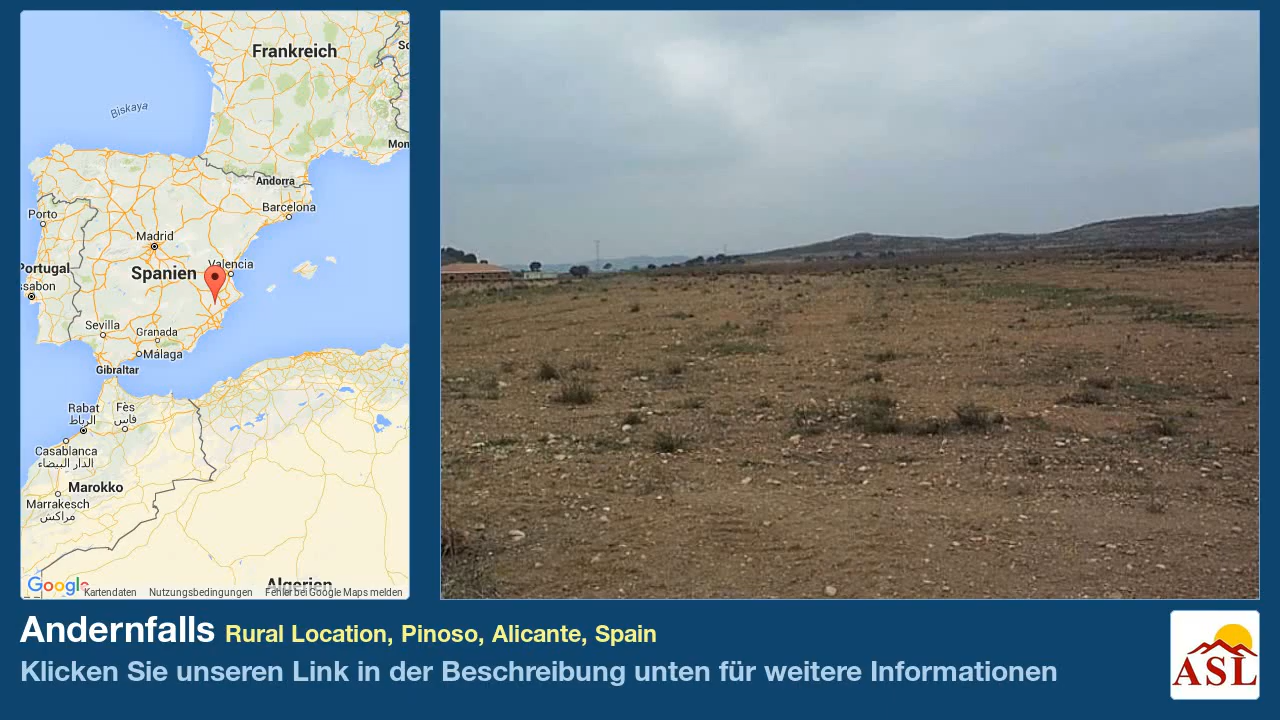 Frankreich
Biskaya
Andorra
Barcelona
Porto
Madrid
Valencia
Portugal
Spanien
Sevilla
Granada
Málaga
Gibraltar
Rabat
الرباط
Fès
فاس
Casablanca
الدار البيضاء
Marokko
Marrakesch
مراكش
Algerien
Google
Kartendaten Nutzungsbedingungen Fehler bei Google Maps melden
Andernfalls Rural Location, Pinoso, Alicante, Spain
Klicken Sie unseren Link in der Beschreibung unten für weitere Informationen
ASL